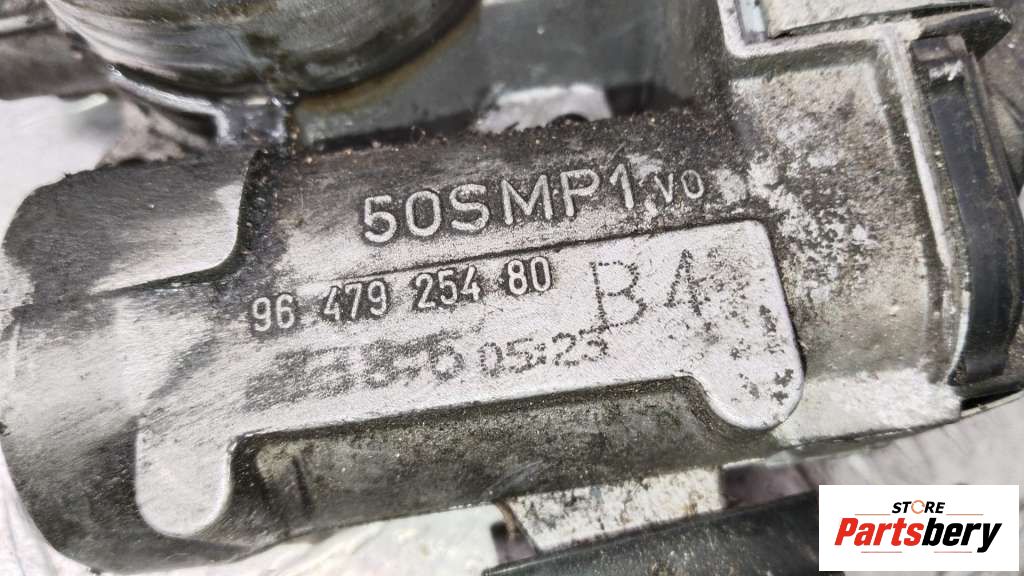 50SMP1 VO
96 479 254 80
B4
05:23
STORE
Partsbery